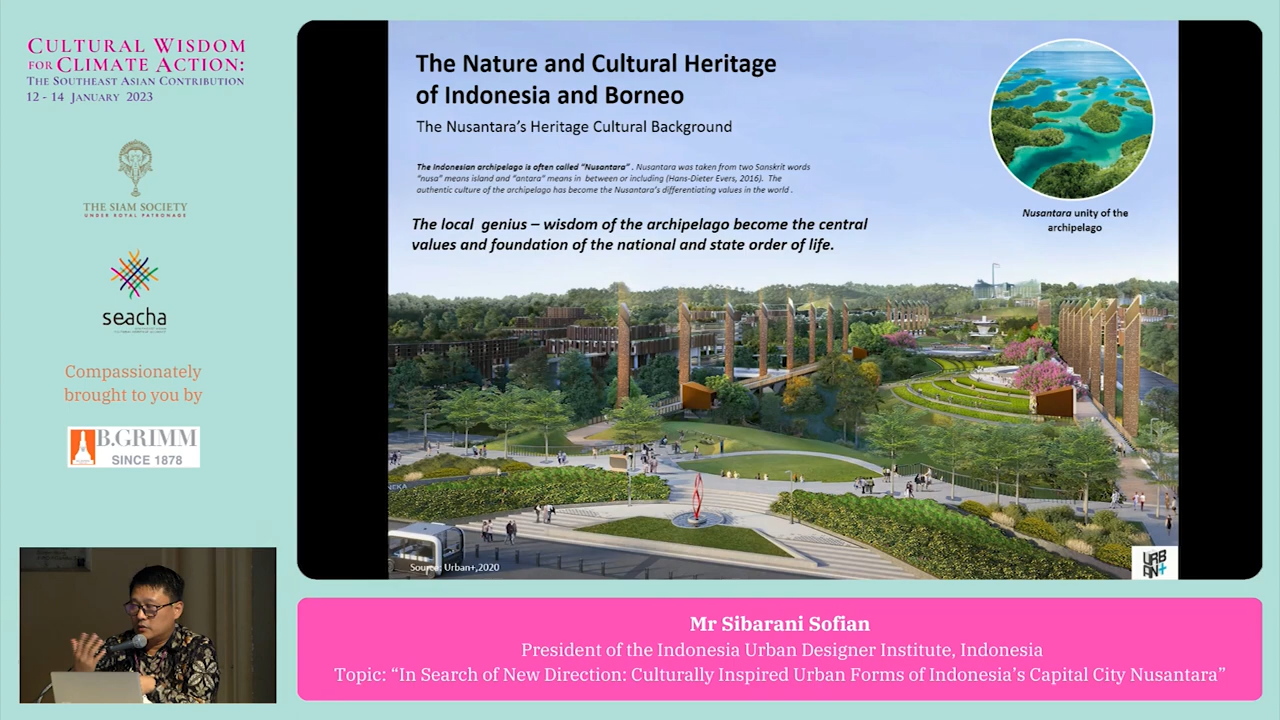 CULTURAL WISDOM
FOR CLIMATE ACTION:
THE SOUTHEAST ASIAN CONTRIBUTION
12 - 14 JANUARY 2023
THE SIAM SOCIETY
UNDER ROYAL PATRONAGE
seacha
Compassionately
brought to you by
B.GRIMM
SINCE 1878
The Nature and Cultural Heritage
of Indonesia and Borneo
The Nusantara's Heritage Cultural Background
The Indonesian archipelago is often called "Nusantara" . Nusantara was taken from two Sanskrit words
"nusa" means island and "antara" means in between or including (Hans-Dieter Evers, 2016). The
authentic culture of the archipelago has become the Nusantara's differentiating values in the world .
The local genius – wisdom of the archipelago become the central
values and foundation of the national and state order of life.
Nusantara unity of the
archipelago
NEKA
Source: Urban+,2020
URB
AN+
Mr Sibarani Sofian
President of the Indonesia Urban Designer Institute, Indonesia
Topic: “In Search of New Direction: Culturally Inspired Urban Forms of Indonesia’s Capital City Nusantara”